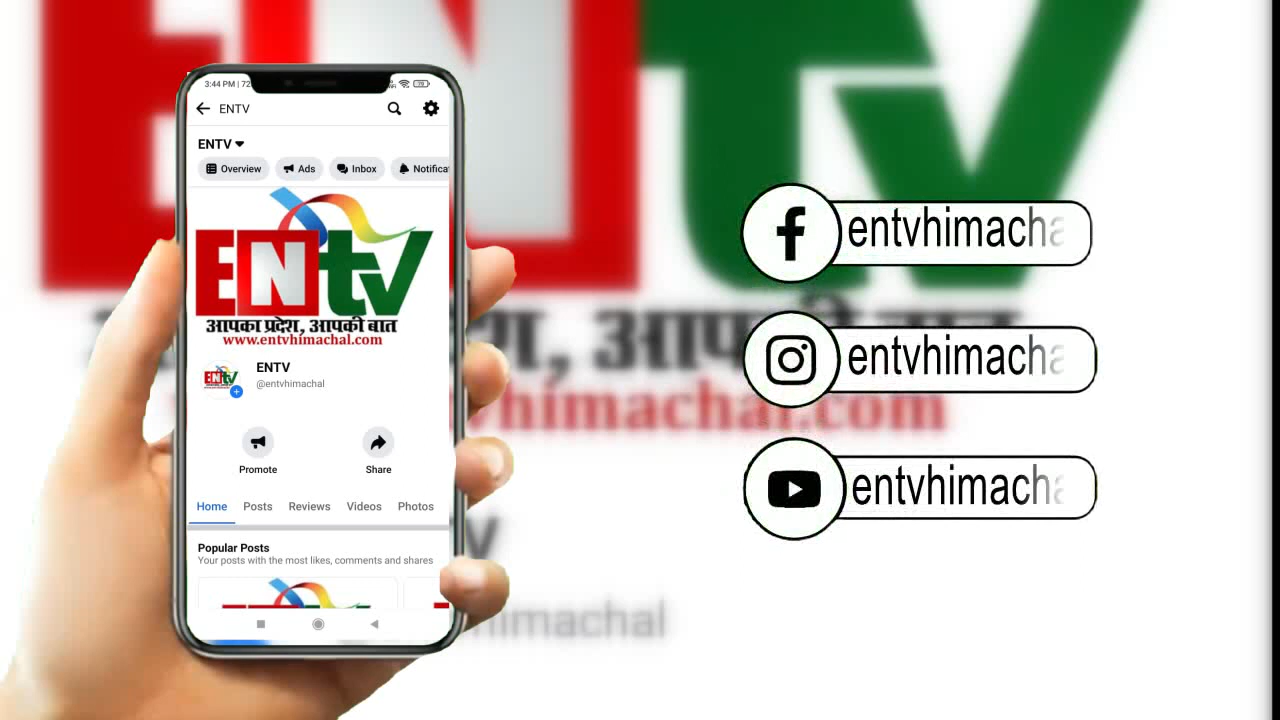 3:44 PM | 72
ENTV
ENTV
Overview
Ads
Inbox
Notifica
ENtv
आपका प्रदेश, आपकी बात
www.entvhimachal.com
ENTV
@entvhimachal
Promote
Share
Home
Posts
Reviews
Videos
Photos
Popular Posts
Your posts with the most likes, comments and shares
entvhimacha
entvhimacha
entvhimacha